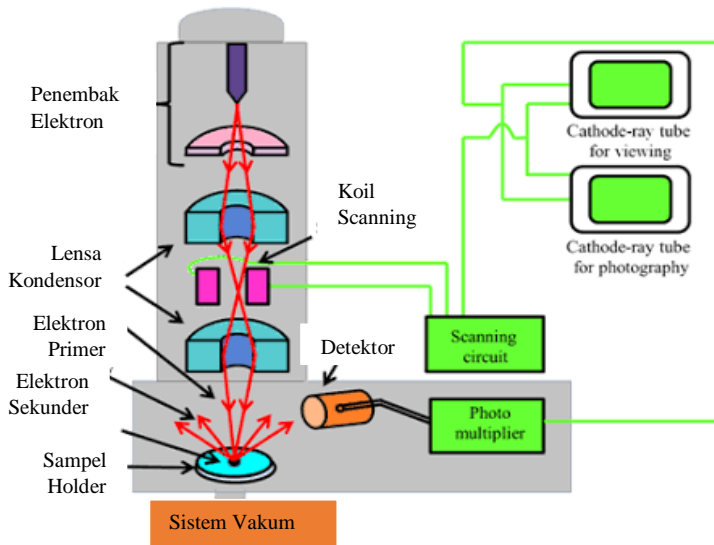 Penembak
Elektron
Koil
Scanning
Lensa
Kondensor
Elektron
Primer
Elektron
Sekunder
Sampel
Holder
Detektor
Sistem Vakum
Cathode-ray tube
for viewing
Cathode-ray tube
for photography
Scanning
circuit
Photo
multiplier